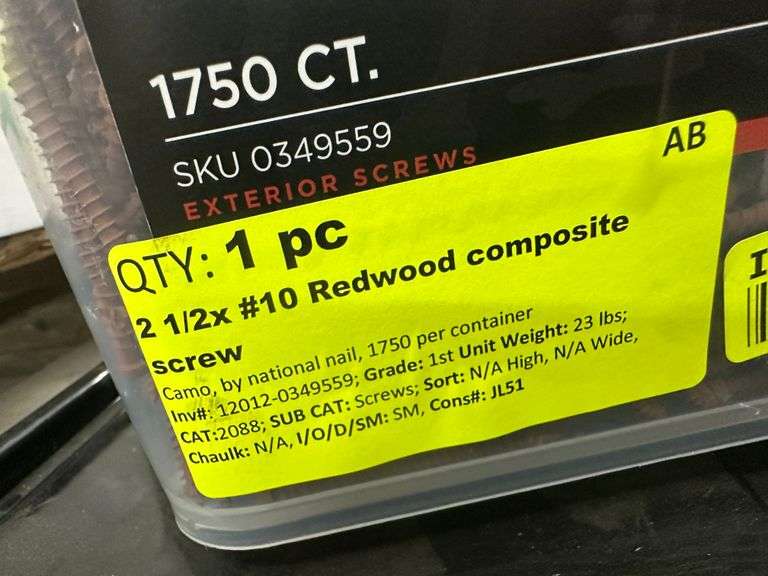 1750 CT.
SKU 0349559
EXTERIOR SCREWS
AB
QTY: 1 pc
2 1/2x #10 Redwood composite
screw
Camo, by national nail, 1750 per container
Inv#: 12012-0349559; Grade: 1st Unit Weight: 23 lbs;
CAT:2088; SUB CAT: Screws; Sort: N/A High, N/A Wide,
Chaulk: N/A, I/O/D/SM: SM, Cons#: JL51